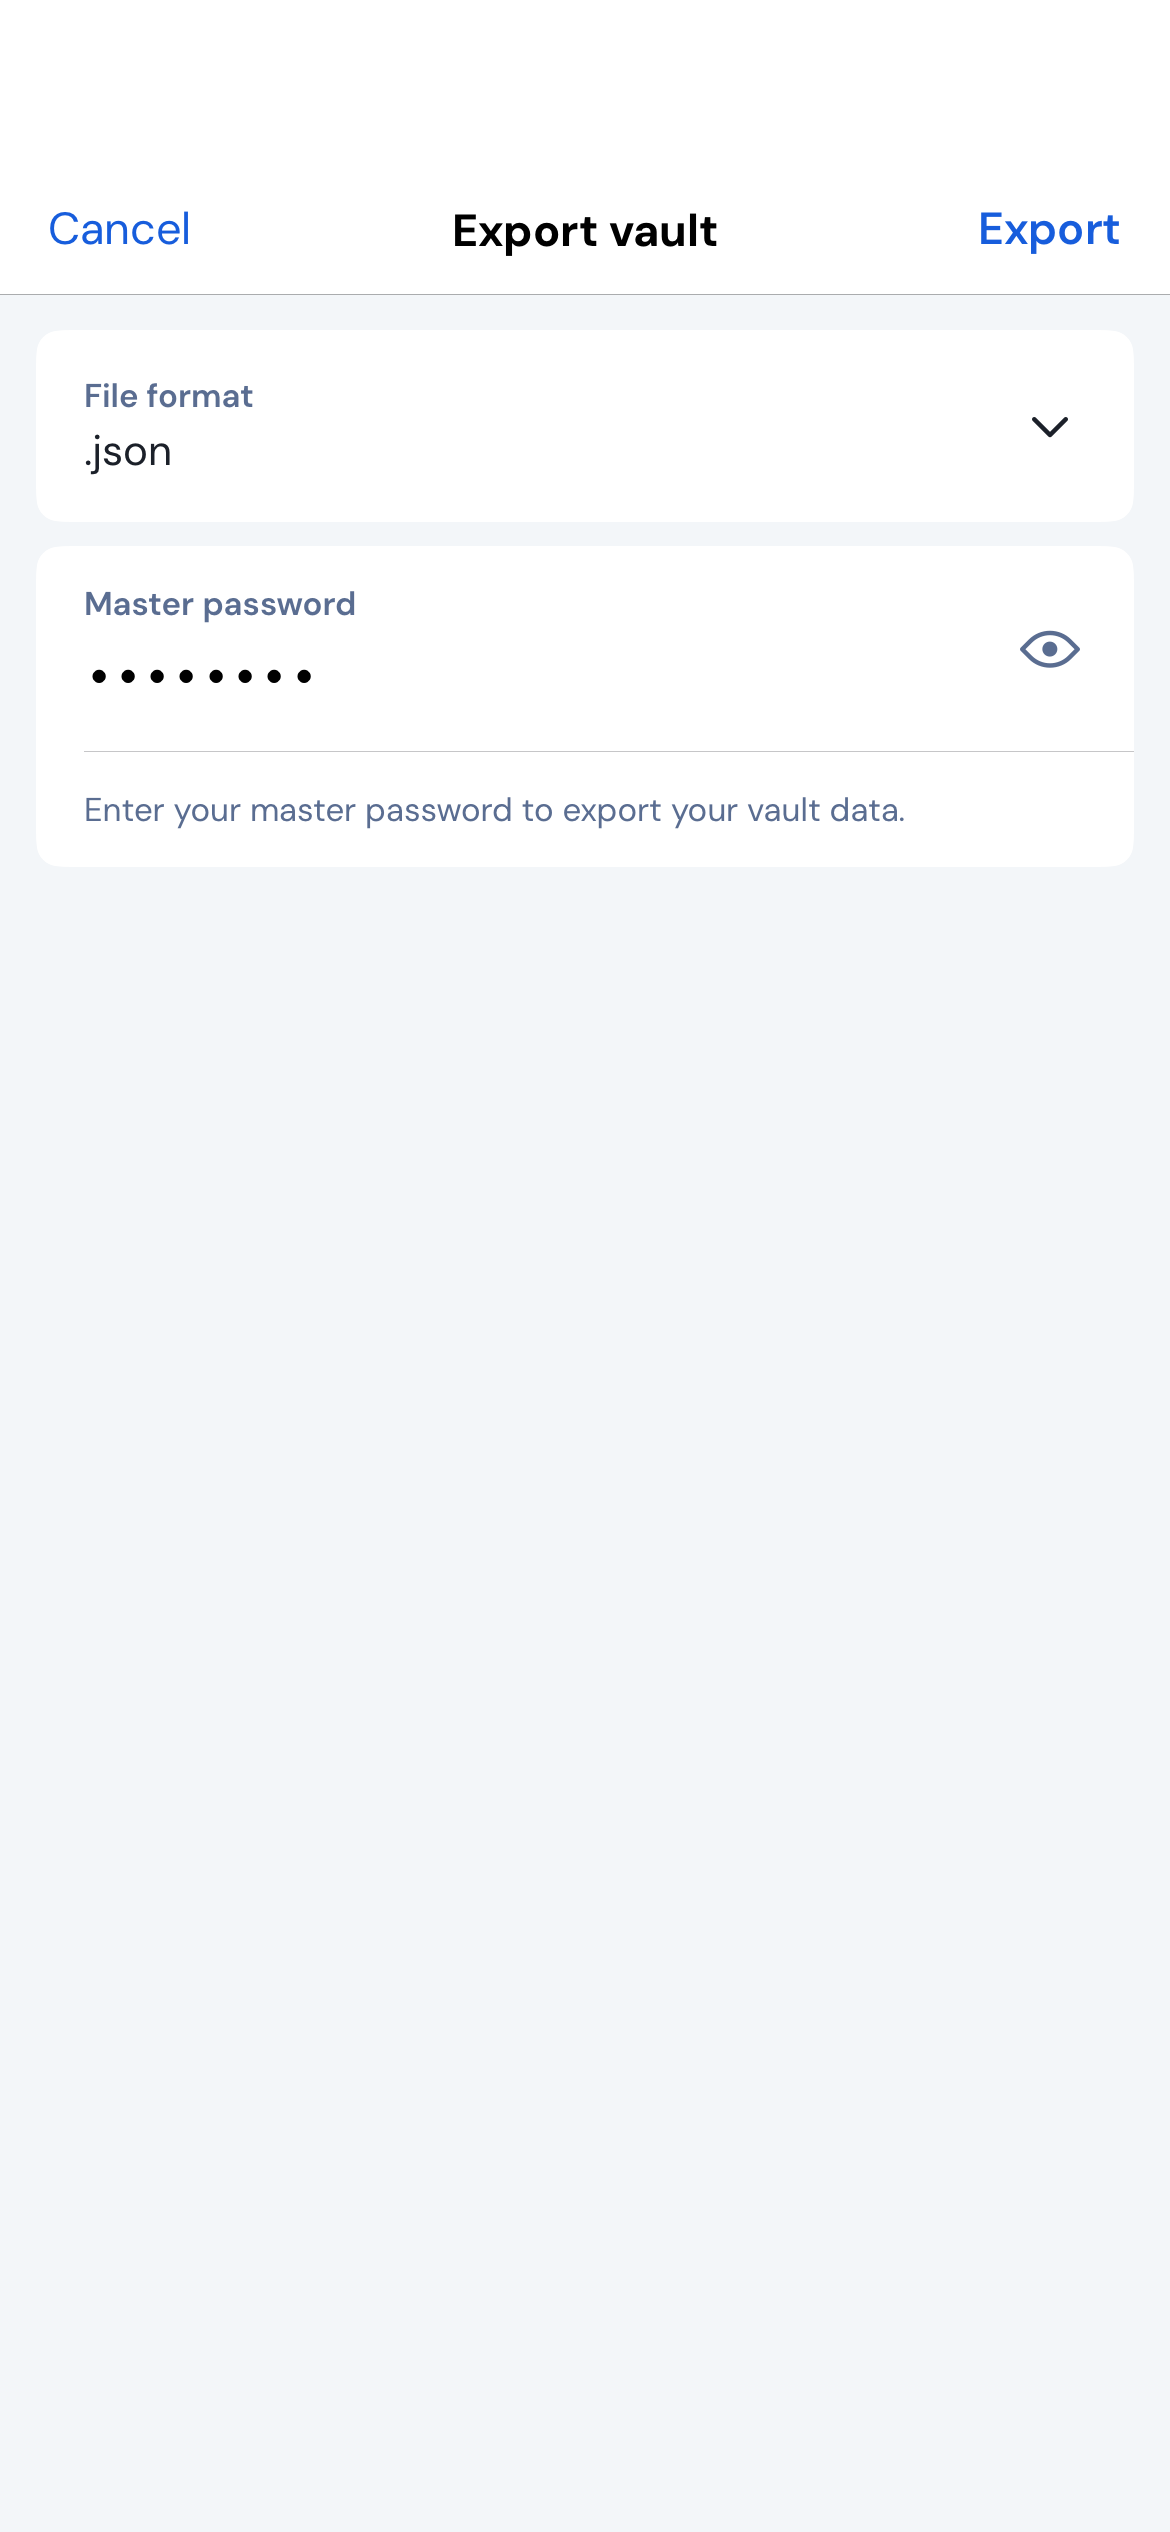 Cancel
Export vault
Export
File format
.json
Master password
••••••••
Enter your master password to export your vault data.